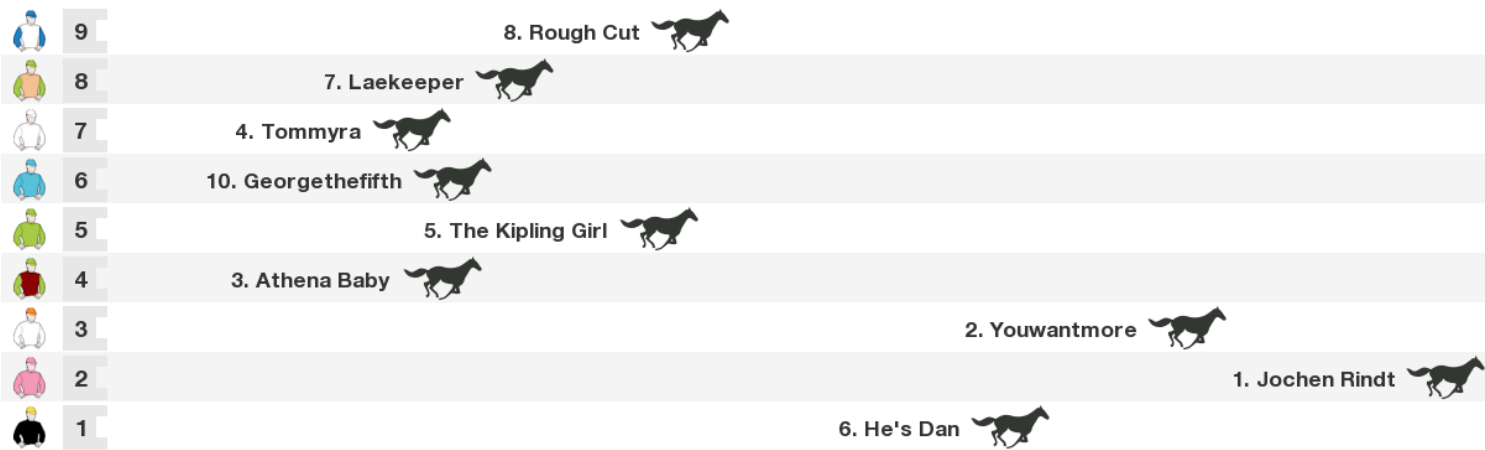 9 8. Rough Cut
8 7. Laekeeper
7 4. Tommyra
6 10. Georgethefifth
5 5. The Kipling Girl
4 3. Athena Baby
3 2. Youwantmore
2 1. Jochen Rindt
1 6. He's Dan